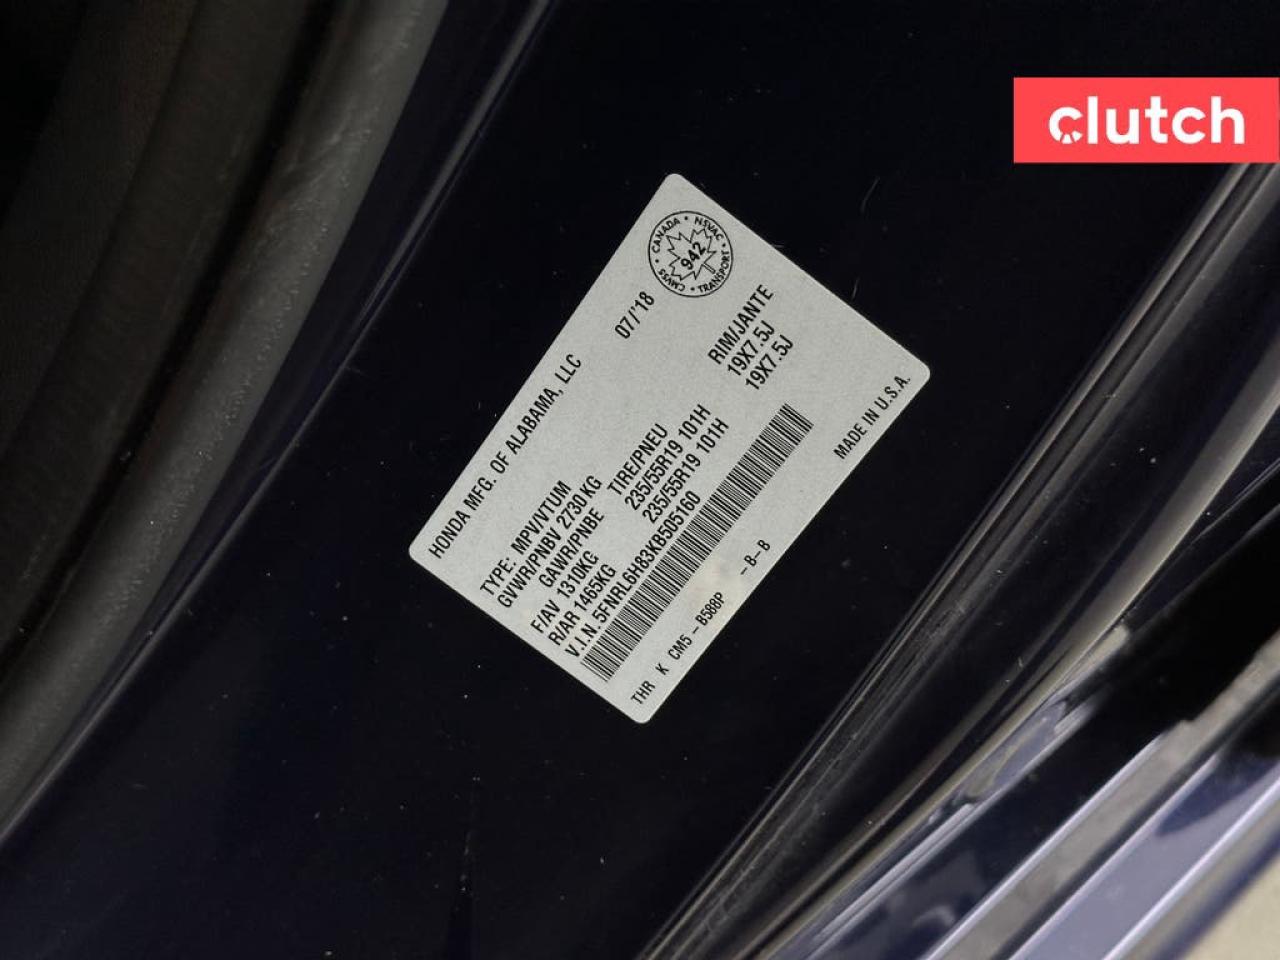 clutch
CANADA • NSVAC • TRANSPORT • CMVSS •
942
HONDA MFG. OF ALABAMA, LLC 07/'18
TYPE: MPV/VTUM
GVWR/PNBV 2730KG
GAWR/PNBE TIRE/PNEU RIM/JANTE
F/AV 1310KG 235/55R19 101H 19X7.5J
R/AR 1465KG 235/55R19 101H 19X7.5J
V.I.N. 5FNRL6H83KB505160
THR K CM5 - B588P - B-B MADE IN U.S.A.